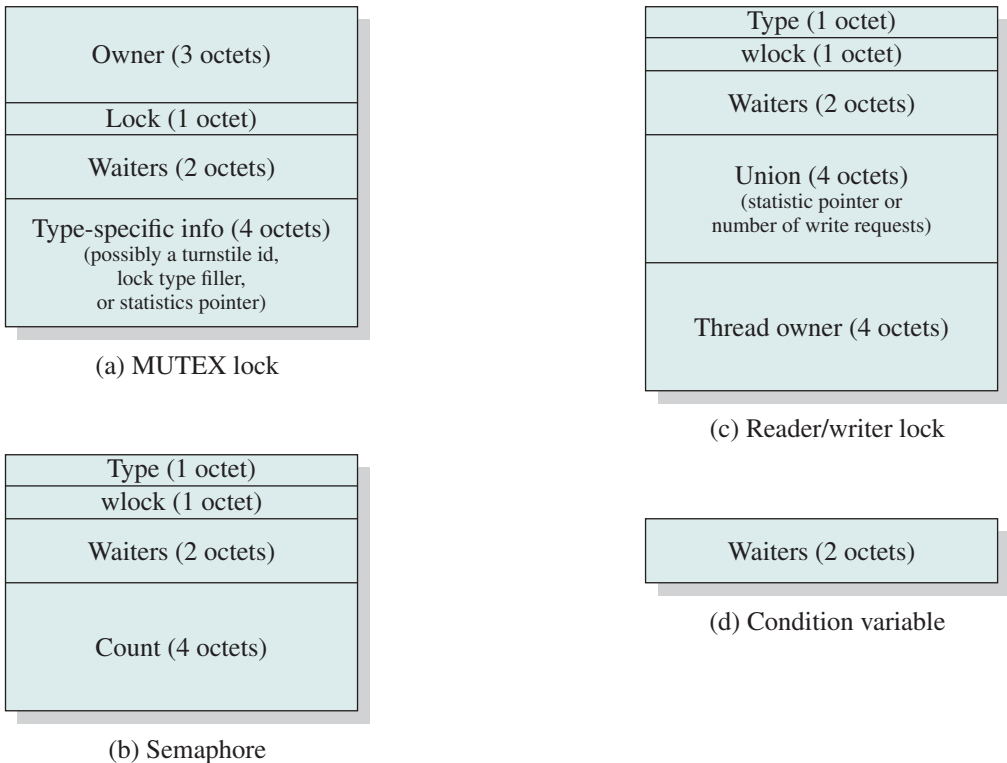 Owner (3 octets)
Lock (1 octet)
Waiters (2 octets)
Type-specific info (4 octets)
(possibly a turnstile id,
lock type filler,
or statistics pointer)
(a) MUTEX lock
Type (1 octet)
wlock (1 octet)
Waiters (2 octets)
Count (4 octets)
(b) Semaphore
Type (1 octet)
wlock (1 octet)
Waiters (2 octets)
Union (4 octets)
(statistic pointer or
number of write requests)
Thread owner (4 octets)
(c) Reader/writer lock
Waiters (2 octets)
(d) Condition variable